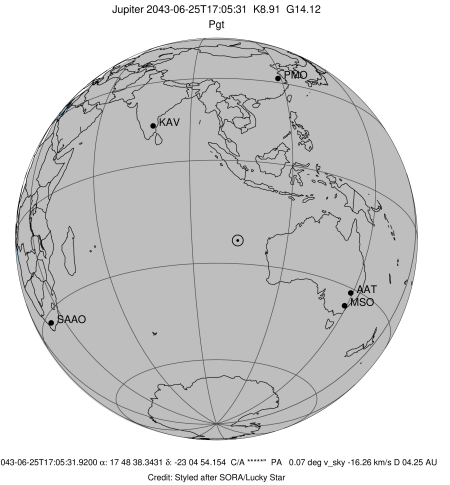 Jupiter 2043-06-25T17:05:31 K8.91 G14.12
Pgt
PMO
KAV
AAT
MSO
SAAO
043-06-25T17:05:31.9200 α: 17 48 38.3431 δ: -23 04 54.154 C/A *****" PA 0.07 deg v_sky -16.26 km/s D 04.25 AU
Credit: Styled after SORA/Lucky Star